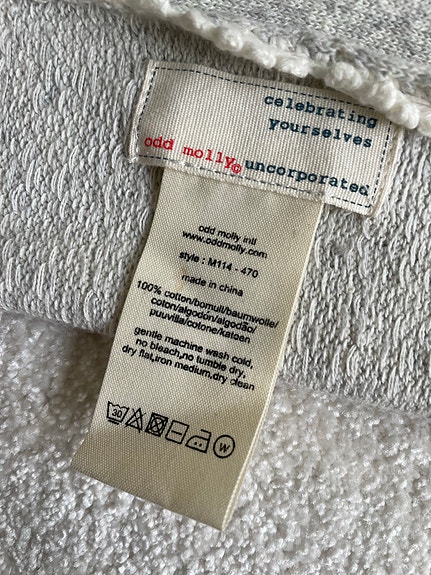 celebrating
yourselves
odd molly© uncorporated
odd molly intl
www.oddmolly.com
style : M114 - 470
made in china
100% cotton/bomull/baumwolle/
coton/algodón/algodão/
puuvilla/cotone/katoen
gentle machine wash cold,
no bleach,no tumble dry,
dry flat,iron medium,dry clean
30 W